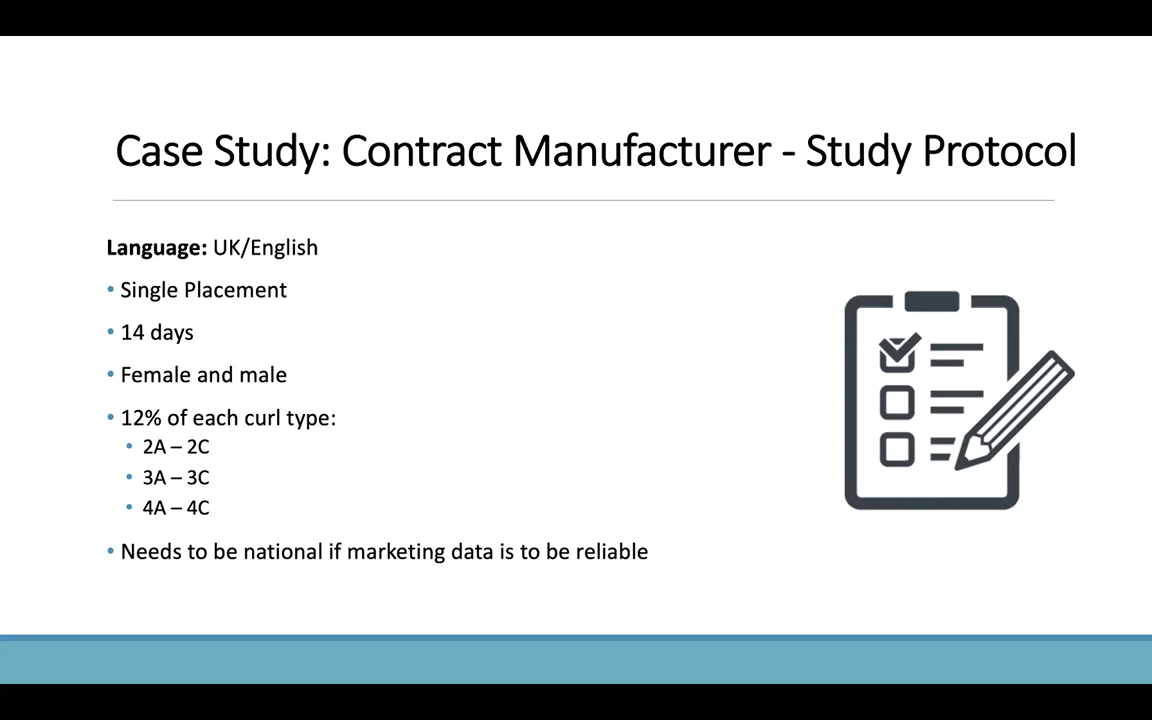 Case Study: Contract Manufacturer - Study Protocol
Language: UK/English
• Single Placement
• 14 days
• Female and male
• 12% of each curl type:
• 2A – 2C
• 3A – 3C
• 4A – 4C
• Needs to be national if marketing data is to be reliable